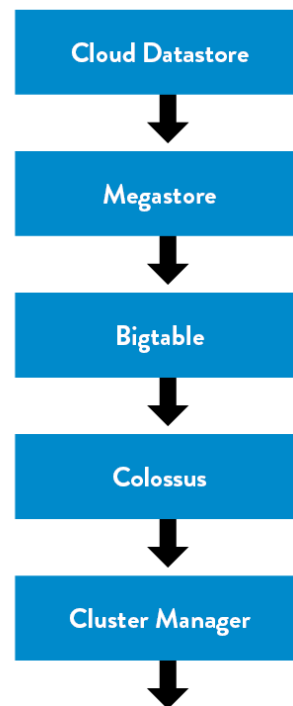 Cloud Datastore
Megastore
Bigtable
Colossus
Cluster Manager